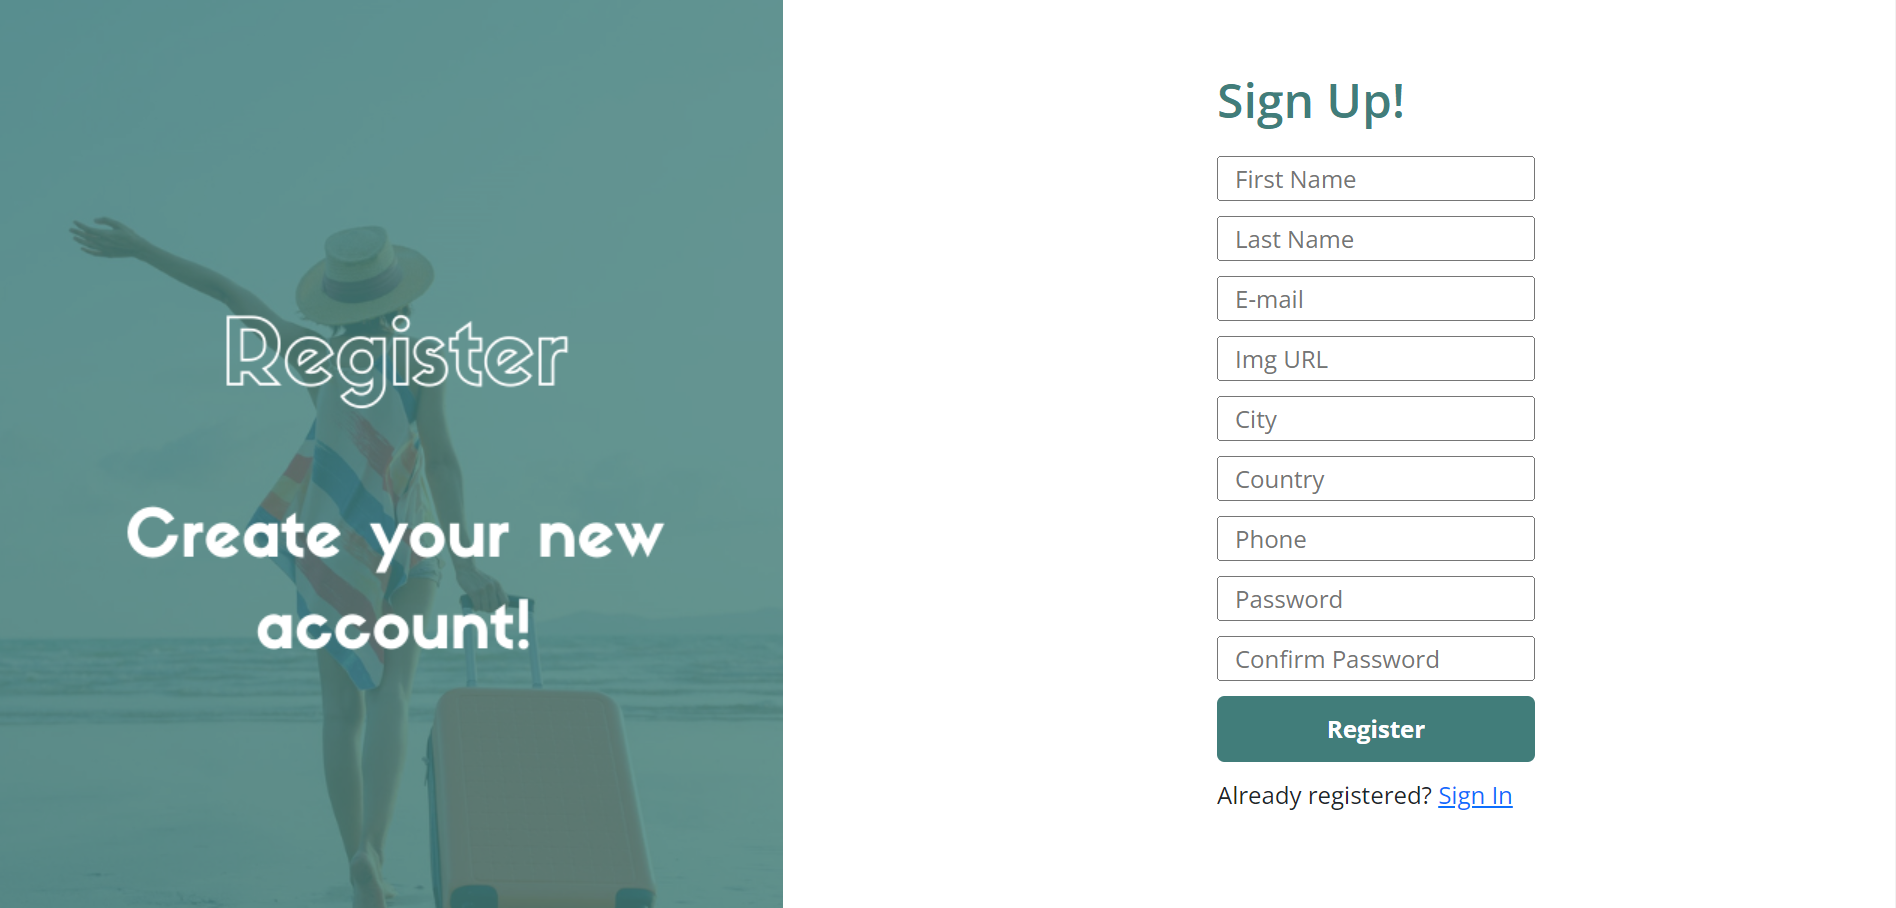 Register
Create your new
account!
Sign Up!
First Name
Last Name
E-mail
Img URL
City
Country
Phone
Password
Confirm Password
Register
Already registered? Sign In